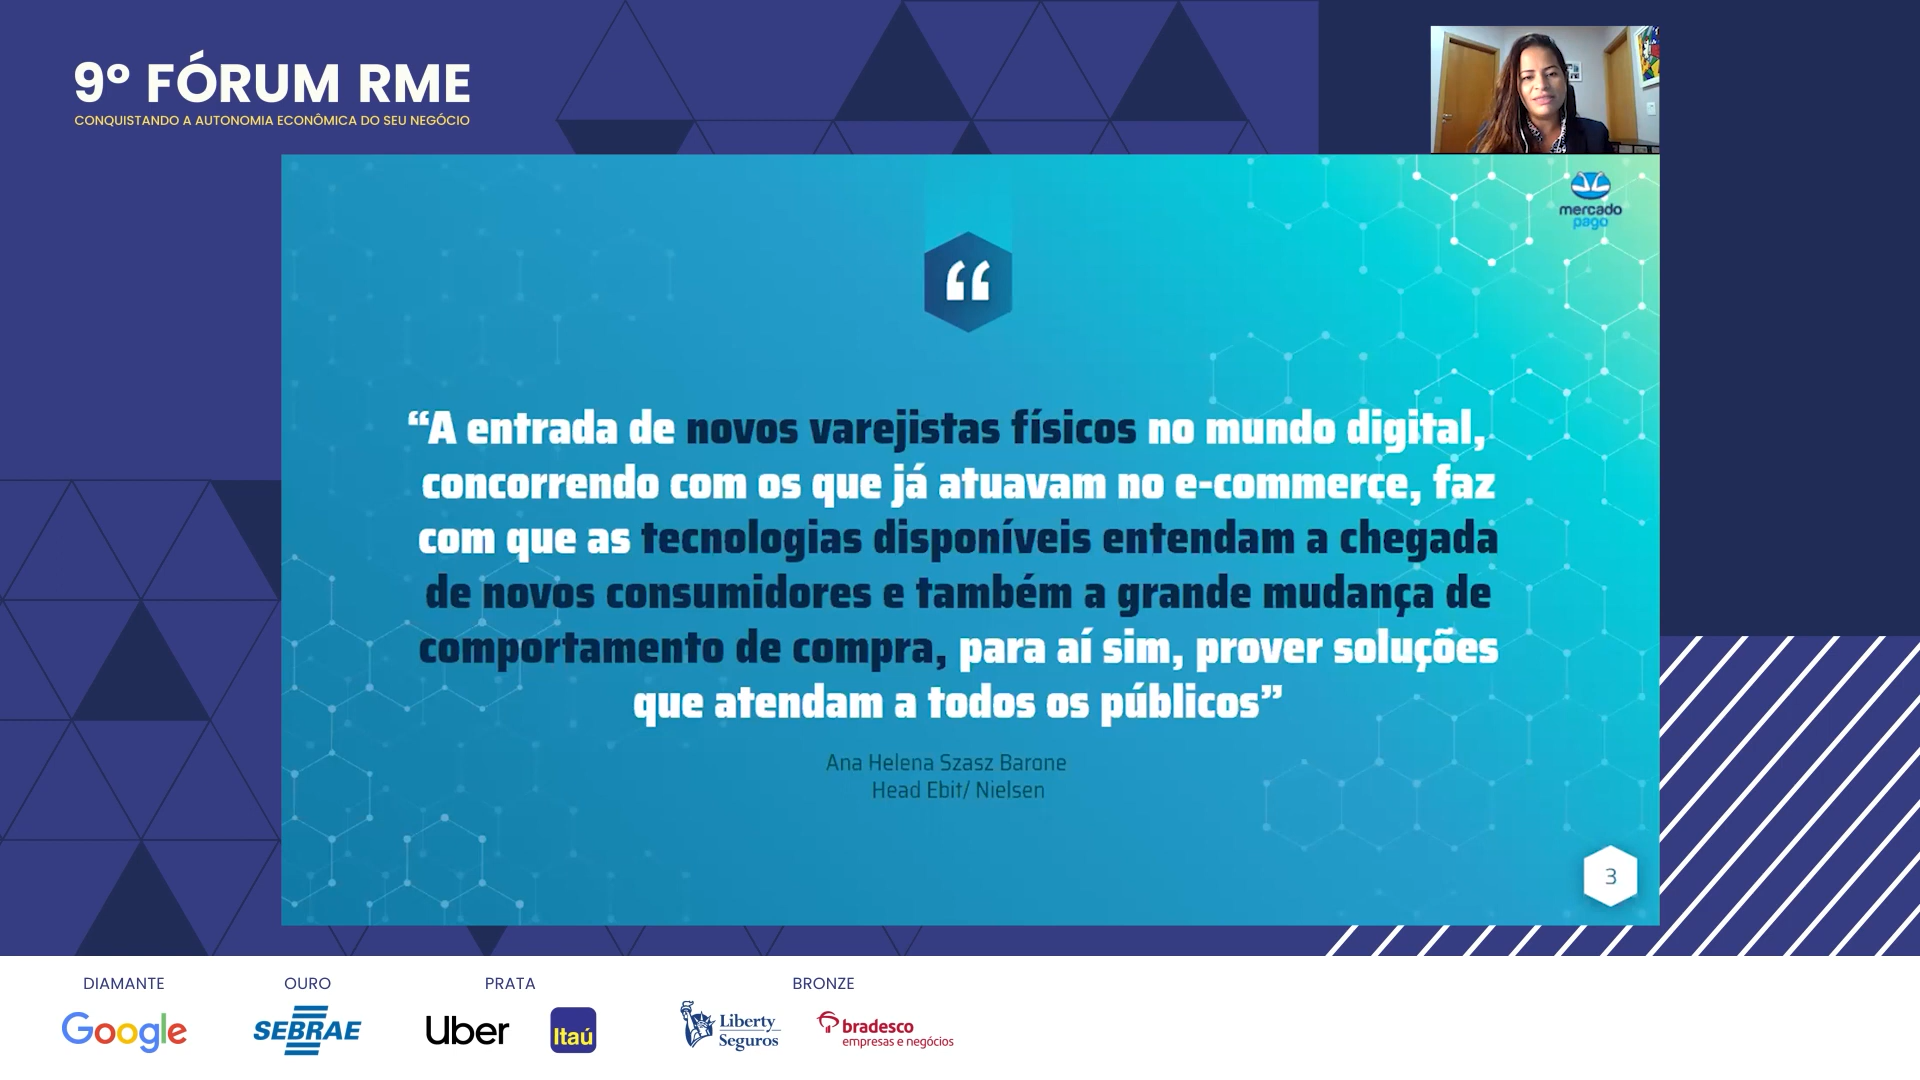 9º FÓRUM RME
CONQUISTANDO A AUTONOMIA ECONÔMICA DO SEU NEGÓCIO
mercado
pago
“
“A entrada de novos varejistas físicos no mundo digital,
concorrendo com os que já atuavam no e-commerce, faz
com que as tecnologias disponíveis entendam a chegada
de novos consumidores e também a grande mudança de
comportamento de compra, para aí sim, prover soluções
que atendam a todos os públicos”
Ana Helena Szasz Barone
Head Ebit/ Nielsen
3
DIAMANTE OURO PRATA BRONZE
Google SEBRAE Uber Itaú Liberty Seguros bradesco empresas e negócios